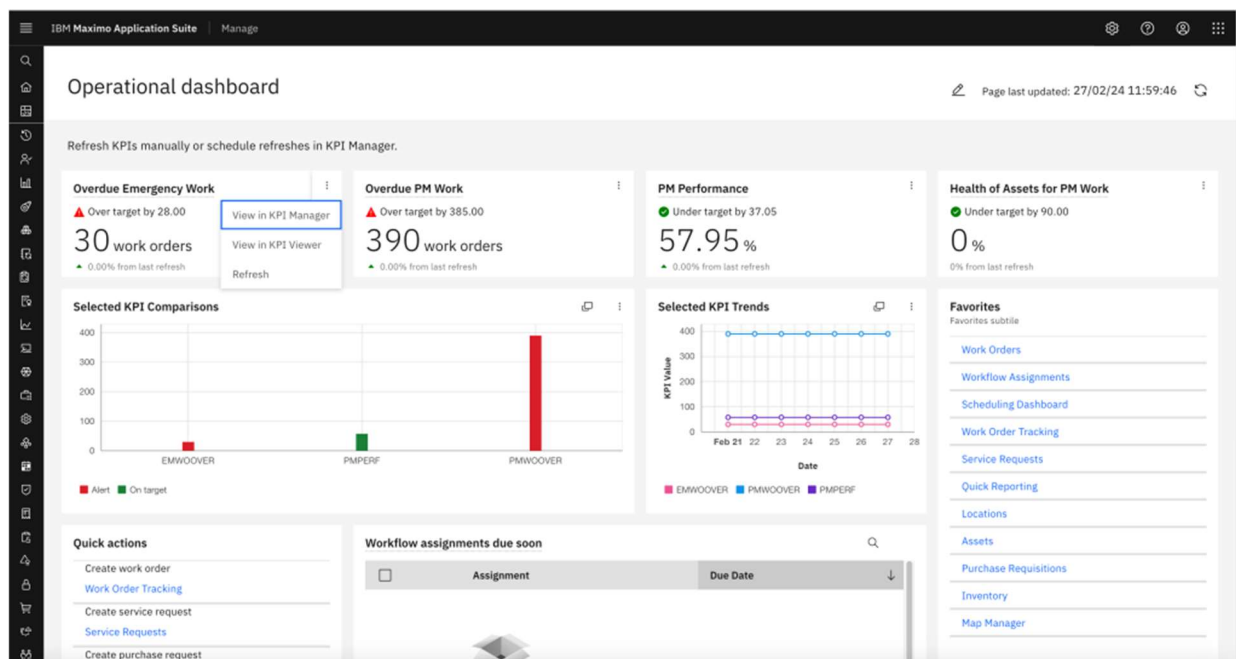 IBM Maximo Application Suite Manage
Operational dashboard
Page last updated: 27/02/24 11:59:46
Refresh KPIs manually or schedule refreshes in KPI Manager.
Overdue Emergency Work
Over target by 28.00
30 work orders
0.00% from last refresh
View in KPI Manager
View in KPI Viewer
Refresh
Overdue PM Work
Over target by 385.00
390 work orders
0.00% from last refresh
PM Performance
Under target by 37.05
57.95 %
0.00% from last refresh
Health of Assets for PM Work
Under target by 90.00
0 %
0% from last refresh
Selected KPI Comparisons
400
300
200
100
0
EMWOOVER PMPERF PMWOOVER
Alert On target
Selected KPI Trends
KPI Value
400
300
200
100
0
Feb 21 22 23 24 25 26 27 28
Date
EMWOOVER PMWOOVER PMPERF
Favorites
Favorites subtile
Work Orders
Workflow Assignments
Scheduling Dashboard
Work Order Tracking
Service Requests
Quick Reporting
Locations
Assets
Purchase Requisitions
Inventory
Map Manager
Quick actions
Create work order
Work Order Tracking
Create service request
Service Requests
Create purchase request
Workflow assignments due soon
Assignment Due Date